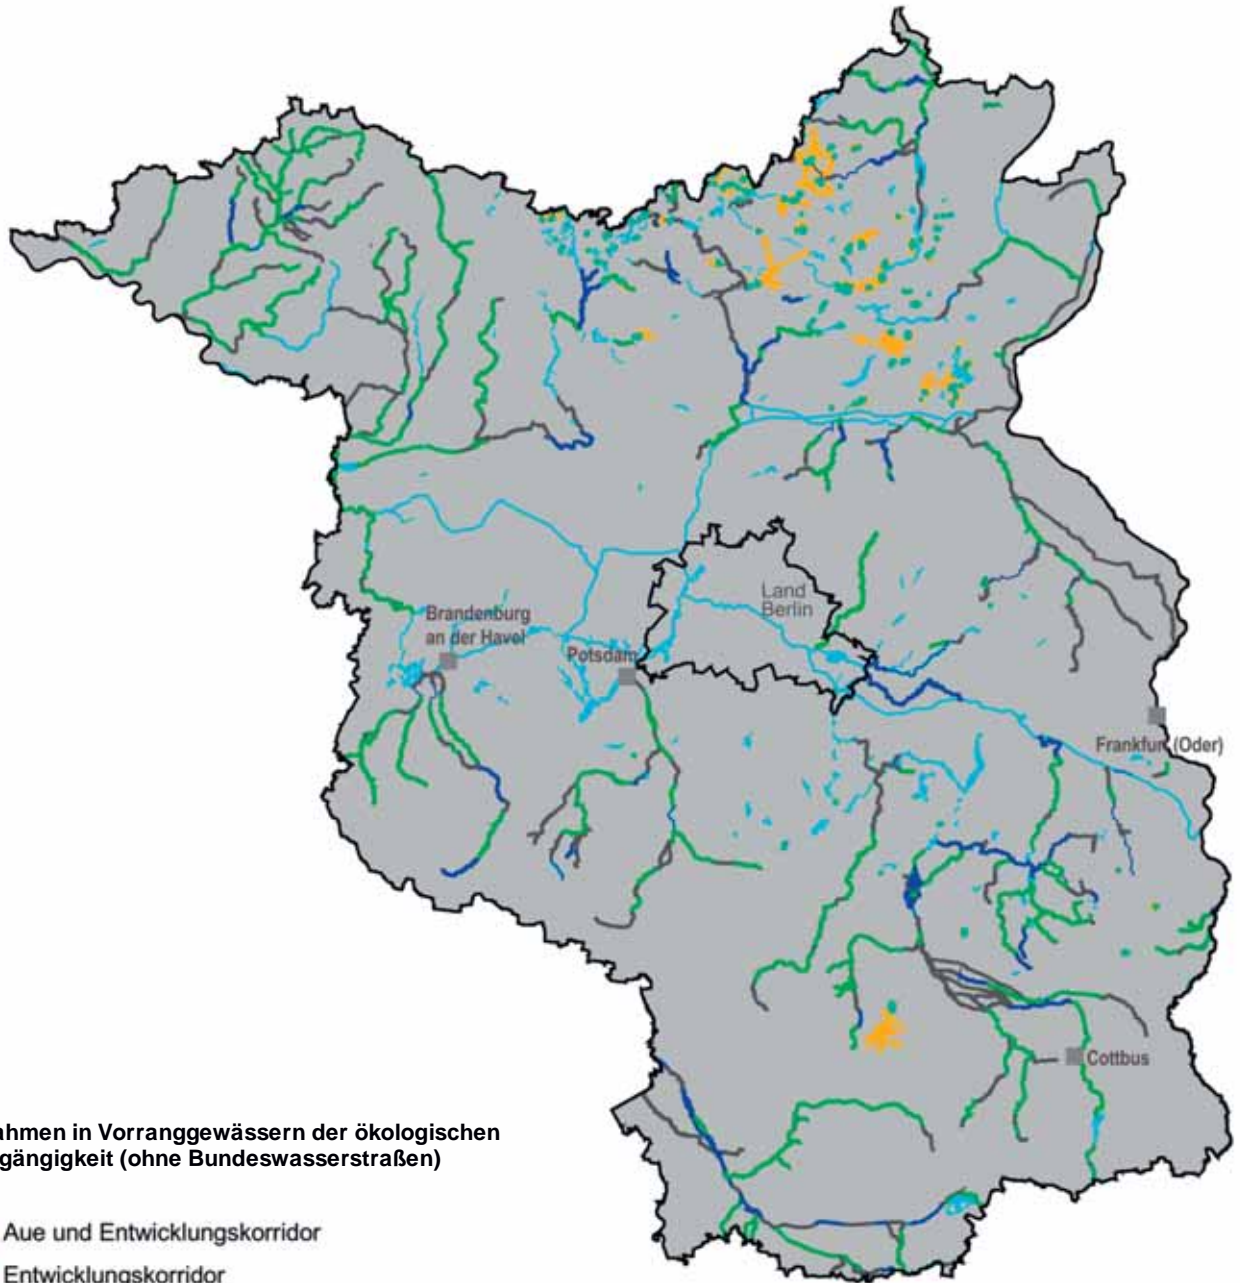 Land
Berlin
Brandenburg
an der Havel
Potsdam
Frankfurt (Oder)
Cottbus
ahmen in Vorranggewässern der ökologischen
gängigkeit (ohne Bundeswasserstraßen)
Aue und Entwicklungskorridor
Entwicklungskorridor